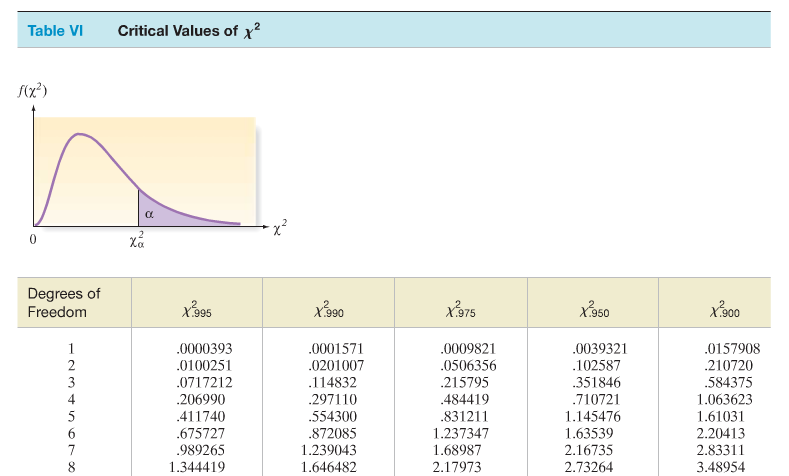 Table VI Critical Values of χ²
f(χ²)
α
0 χ²α χ²
Degrees of
Freedom χ².995 χ².990 χ².975 χ².950 χ².900
1 .0000393 .0001571 .0009821 .0039321 .0157908
2 .0100251 .0201007 .0506356 .102587 .210720
3 .0717212 .114832 .215795 .351846 .584375
4 .206990 .297110 .484419 .710721 1.063623
5 .411740 .554300 .831211 1.145476 1.61031
6 .675727 .872085 1.237347 1.63539 2.20413
7 .989265 1.239043 1.68987 2.16735 2.83311
8 1.344419 1.646482 2.17973 2.73264 3.48954